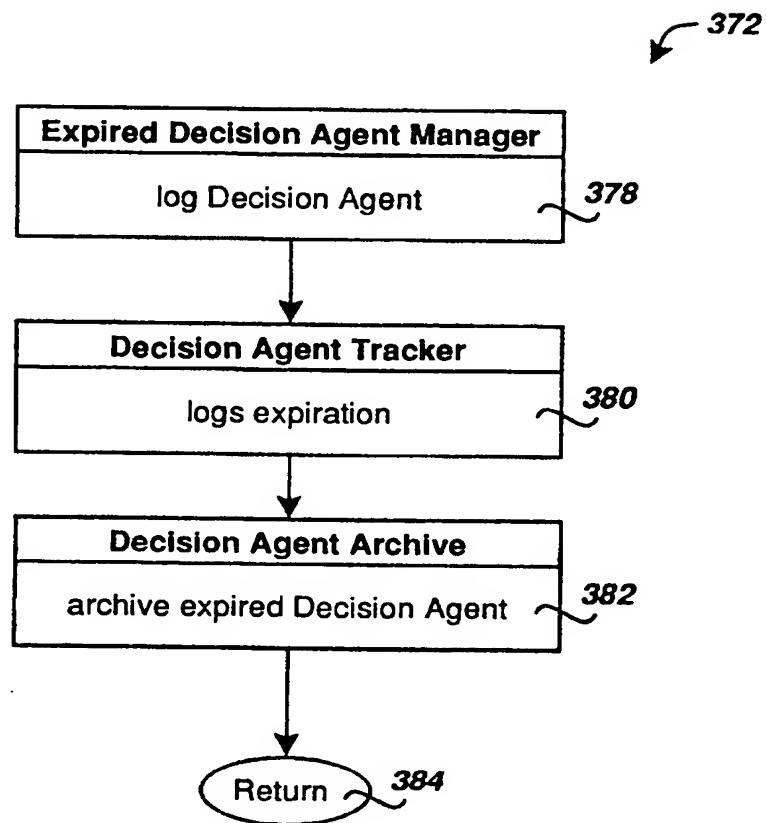 372
Expired Decision Agent Manager
log Decision Agent
378
Decision Agent Tracker
logs expiration
380
Decision Agent Archive
archive expired Decision Agent
382
Return
384